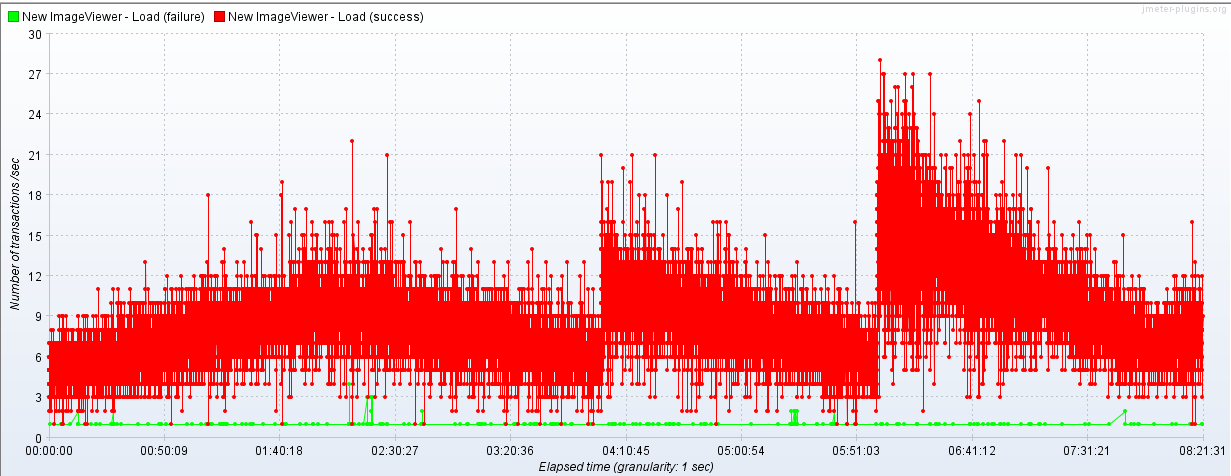 jmeter-plugins.org
New ImageViewer - Load (failure) New ImageViewer - Load (success)
30
27
24
21
18
15
12
9
6
3
0
Number of transactions /sec
00:00:00 00:50:09 01:40:18 02:30:27 03:20:36 04:10:45 05:00:54 05:51:03 06:41:12 07:31:21 08:21:31
Elapsed time (granularity: 1 sec)